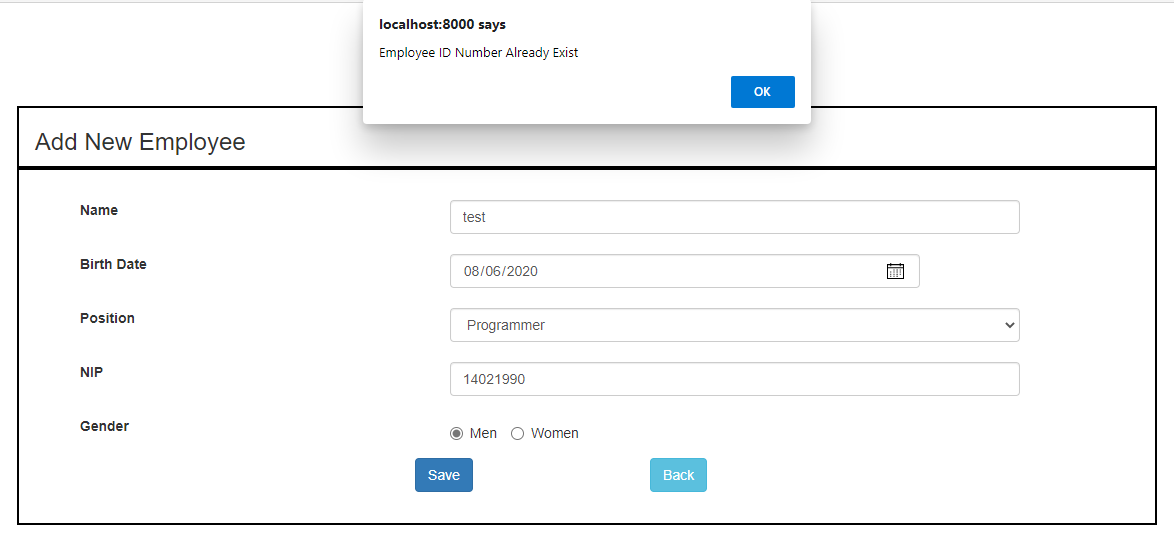 localhost:8000 says
Employee ID Number Already Exist
OK
Add New Employee
Name
test
Birth Date
08/06/2020
Position
Programmer
NIP
14021990
Gender
Men Women
Save Back